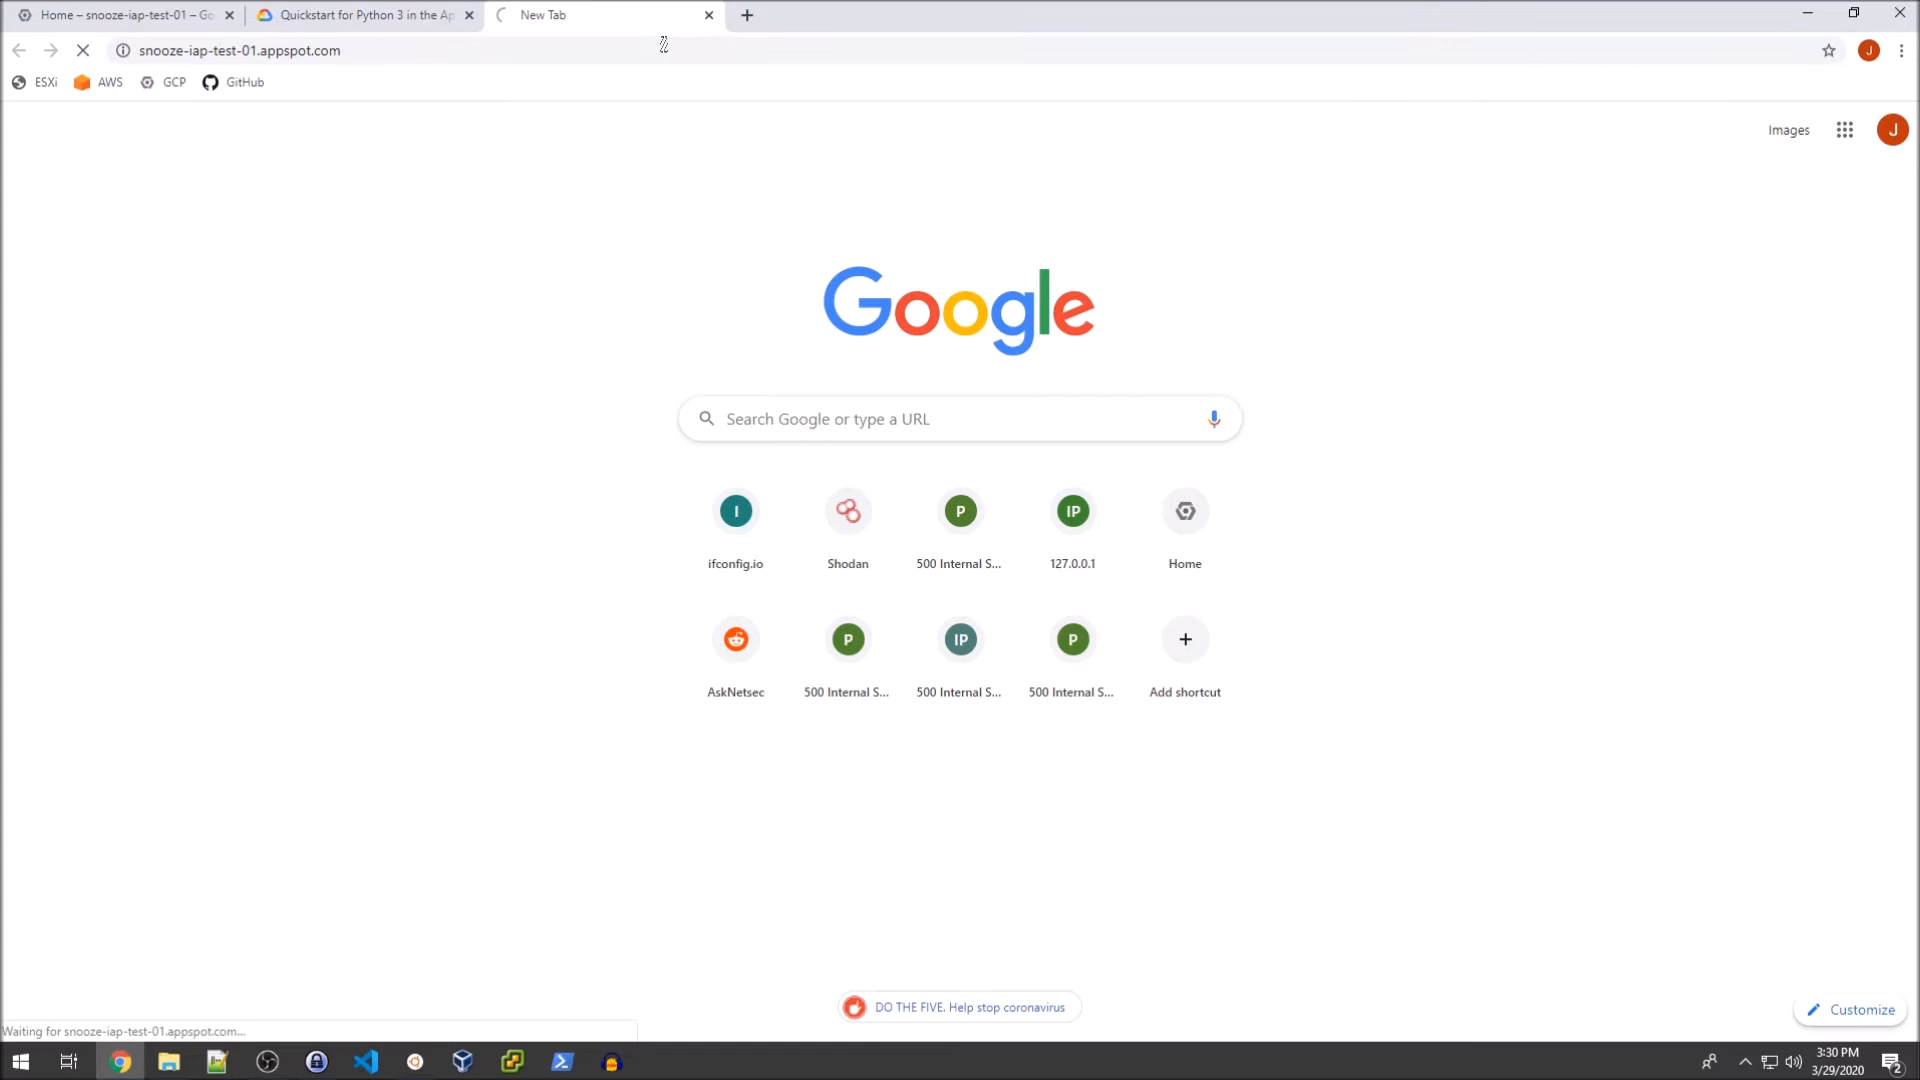 Home – snooze-iap-test-01 – Go
Quickstart for Python 3 in the Ap
New Tab
snooze-iap-test-01.appspot.com
J
ESXi
AWS
GCP
GitHub
Images
J
Google
Search Google or type a URL
I
P
IP
ifconfig.io
Shodan
500 Internal S...
127.0.0.1
Home
P
IP
P
AskNetsec
500 Internal S...
500 Internal S...
500 Internal S...
Add shortcut
DO THE FIVE. Help stop coronavirus
Customize
Waiting for snooze-iap-test-01.appspot.com...
3:30 PM
3/29/2020
2